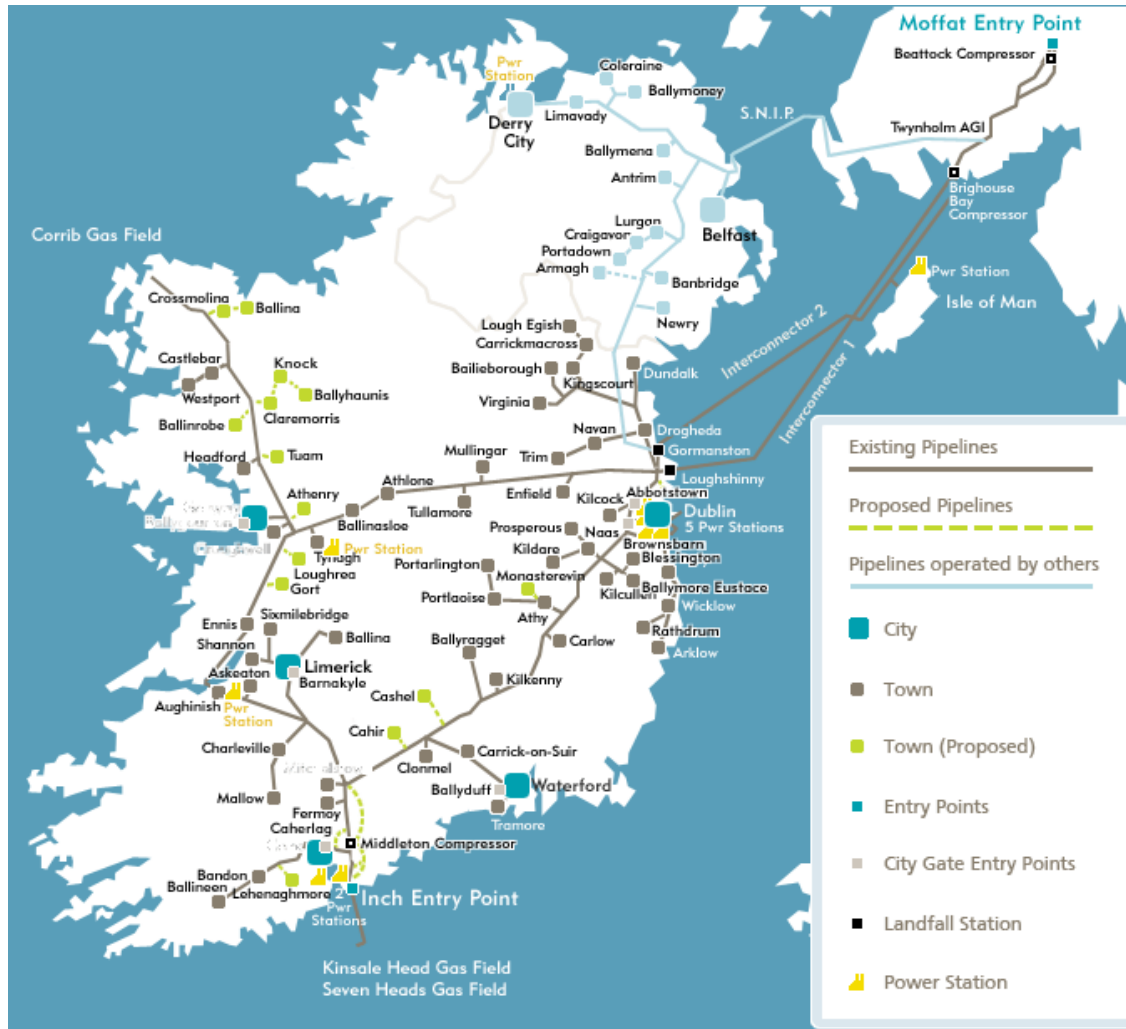 Moffat Entry Point
Beattock Compressor
Pwr
Station
Coleraine
Ballymoney
Limavady
Derry
City
S.N.I.P.
Twynholm AGI
Ballymena
Antrim
Brighouse
Bay
Compressor
Lurgan
Craigavon
Belfast
Portadown
Armagh
Banbridge
Corrib Gas Field
Pwr Station
Isle of Man
Newry
Crossmolina
Ballina
Lough Egish
Carrickmacross
Interconnector 2
Interconnector 1
Castlebar
Knock
Bailieborough
Kingscourt
Dundalk
Westport
Ballyhaunis
Claremorris
Virginia
Ballinrobe
Navan
Drogheda
Mullingar
Trim
Gormanston
Headford
Tuam
Loughshinny
Athlone
Enfield
Athenry
Tullamore
Kilcock
Abbotstown
Ballinasloe
Dublin
5 Pwr Stations
Prosperous
Naas
Tynagh
Pwr Station
Kildare
Brownsbarn
Blessington
Portarlington
Monasterevin
Loughrea
Gort
Kilcullen
Ballymore Eustace
Portlaoise
Athy
Wicklow
Sixmilebridge
Ennis
Ballina
Ballyragget
Carlow
Rathdrum
Shannon
Arklow
Limerick
Askeaton
Barnakyle
Kilkenny
Aughinish
Pwr
Station
Cashel
Cahir
Charleville
Carrick-on-Suir
Clonmel
Mallow
Ballyduff
Waterford
Fermoy
Tramore
Caherlag
Middleton Compressor
Bandon
Ballineen
Lehenaghmore
2
Pwr
Stations
Inch Entry Point
Kinsale Head Gas Field
Seven Heads Gas Field
Existing Pipelines
Proposed Pipelines
Pipelines operated by others
City
Town
Town (Proposed)
Entry Points
City Gate Entry Points
Landfall Station
Power Station